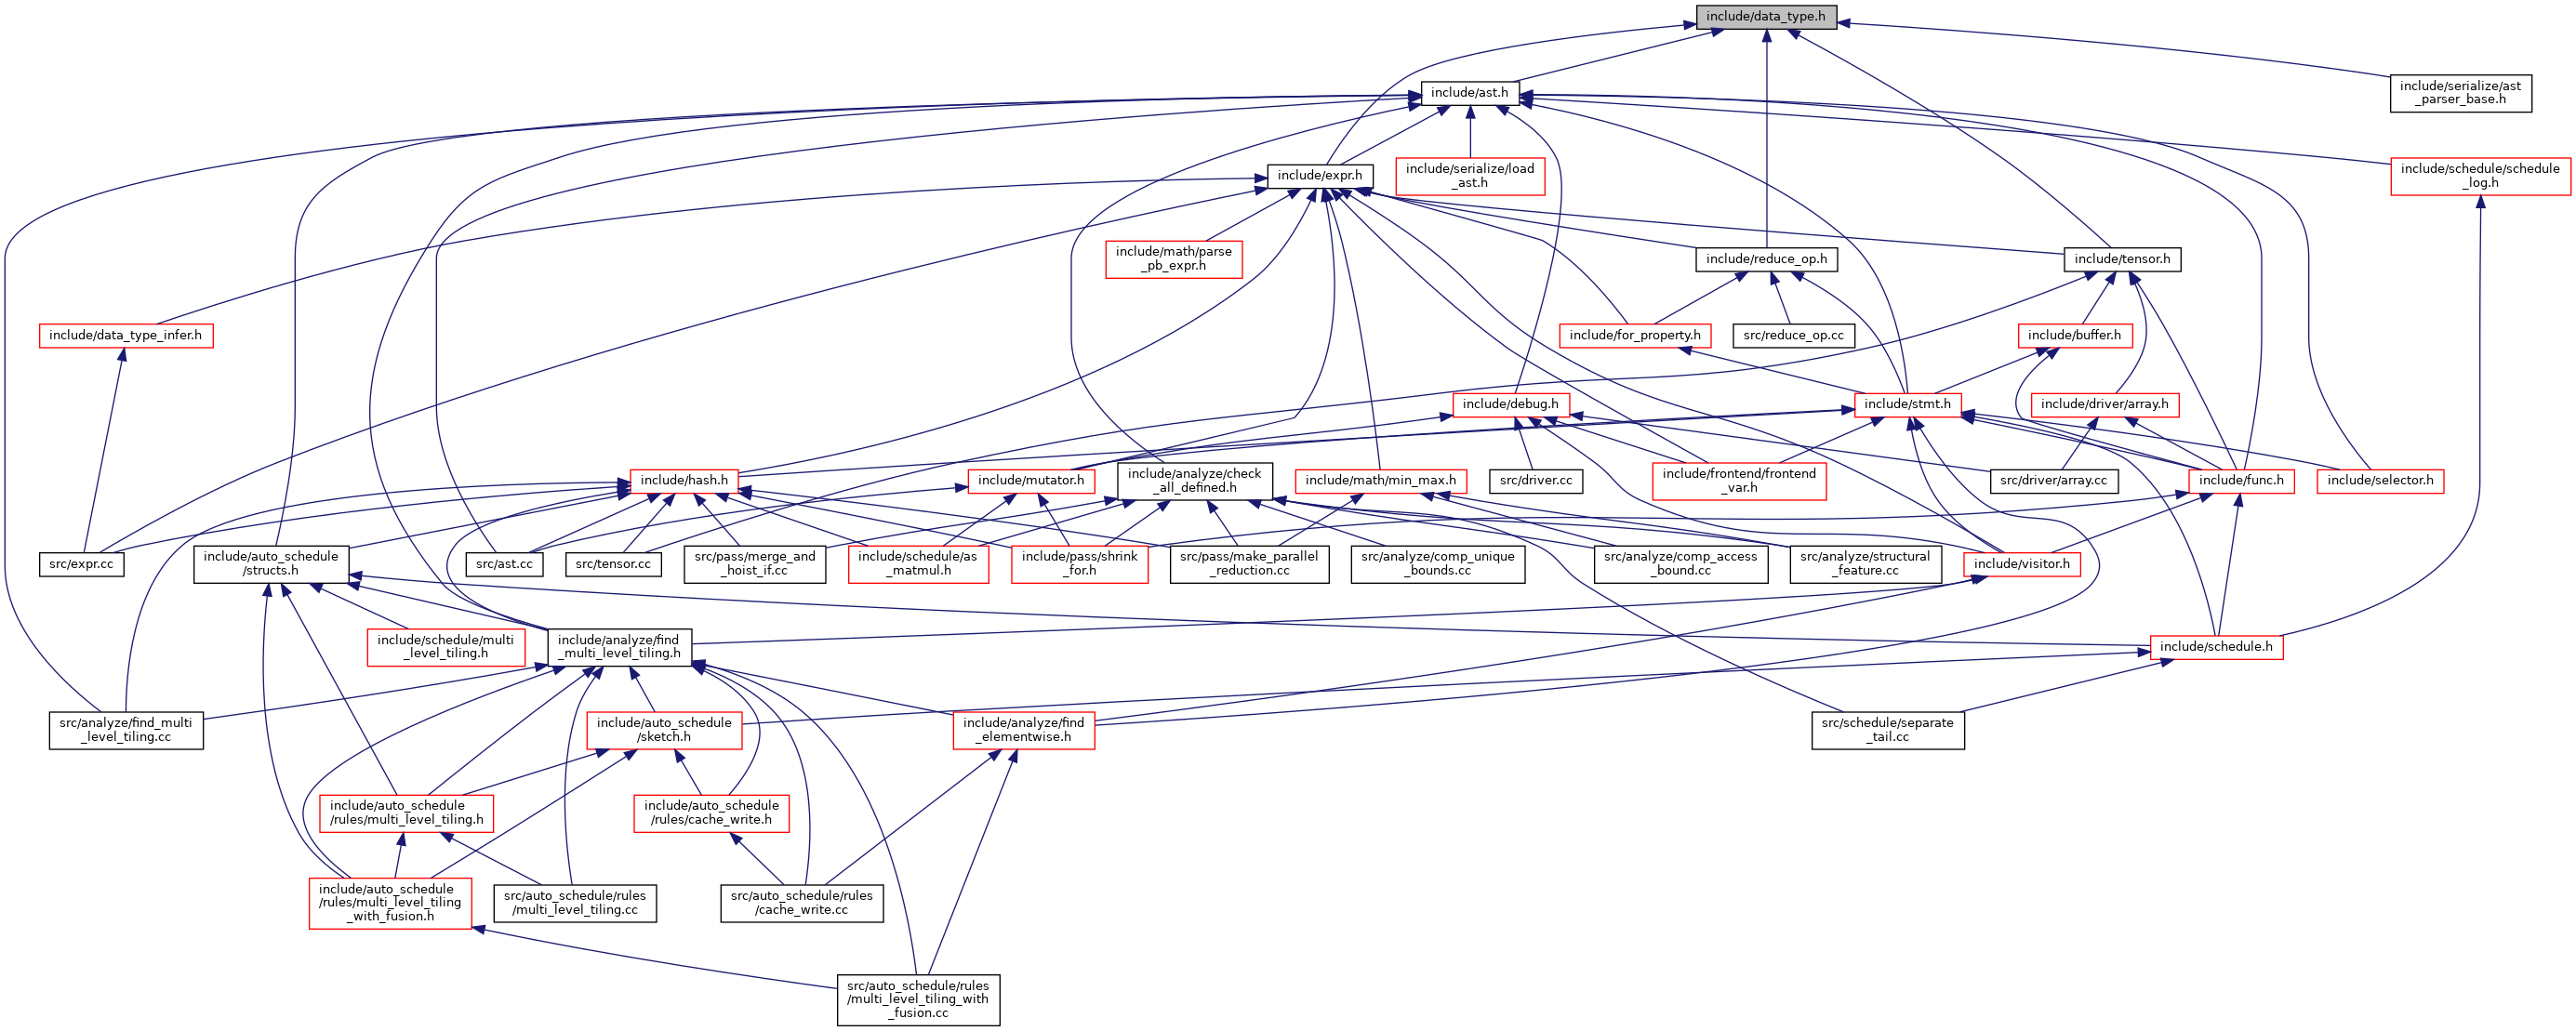 include/data_type.h
include/ast.h
include/serialize/ast
_parser_base.h
include/expr.h
include/serialize/load
_ast.h
include/schedule/schedule
_log.h
include/math/parse
_pb_expr.h
include/reduce_op.h
include/tensor.h
include/data_type_infer.h
include/for_property.h
src/reduce_op.cc
include/buffer.h
include/debug.h
include/stmt.h
include/driver/array.h
include/hash.h
include/mutator.h
include/analyze/check
_all_defined.h
include/math/min_max.h
src/driver.cc
include/frontend/frontend
_var.h
src/driver/array.cc
include/func.h
include/selector.h
src/expr.cc
include/auto_schedule
/structs.h
src/ast.cc
src/tensor.cc
src/pass/merge_and
_hoist_if.cc
include/schedule/as
_matmul.h
include/pass/shrink
_for.h
src/pass/make_parallel
_reduction.cc
src/analyze/comp_unique
_bounds.cc
src/analyze/comp_access
_bound.cc
src/analyze/structural
_feature.cc
include/visitor.h
include/schedule/multi
_level_tiling.h
include/analyze/find
_multi_level_tiling.h
include/schedule.h
src/analyze/find_multi
_level_tiling.cc
include/auto_schedule
/sketch.h
include/analyze/find
_elementwise.h
src/schedule/separate
_tail.cc
include/auto_schedule
/rules/multi_level_tiling.h
include/auto_schedule
/rules/cache_write.h
include/auto_schedule
/rules/multi_level_tiling
_with_fusion.h
src/auto_schedule/rules
/multi_level_tiling.cc
src/auto_schedule/rules
/cache_write.cc
src/auto_schedule/rules
/multi_level_tiling_with
_fusion.cc